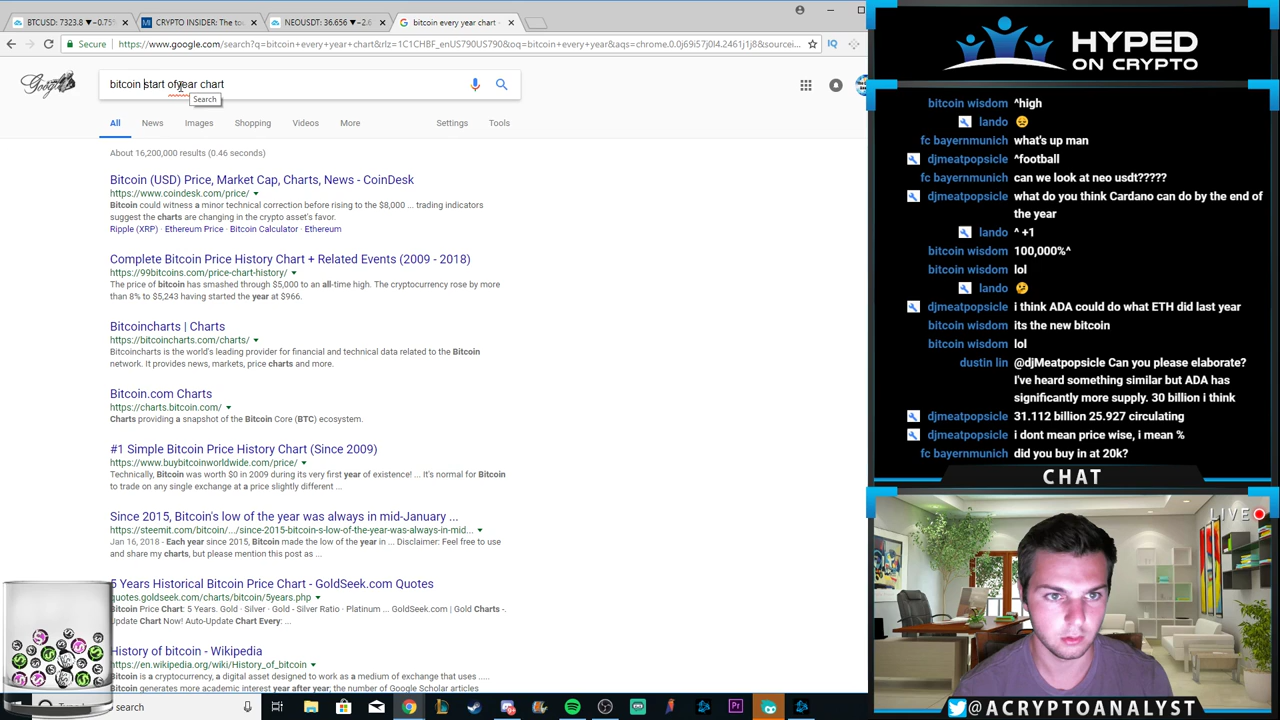 BTCUSD: 7323.8 ▼−0.75%
CRYPTO INSIDER: The to
NEOUSDT: 36.656 ▼−2.6
bitcoin every year chart -
Secure
https://www.google.com/search?q=bitcoin+every+year+chart&rlz=1C1CHBF_enUS790US790&oq=bitcoin+every+year+chart&aqs=chrome.0.0j69i57j0l4.2461j1j8&sourcei...
bitcoin start of year chart
Search
All
News
Images
Shopping
Videos
More
Settings
Tools
About 16,200,000 results (0.46 seconds)
Bitcoin (USD) Price, Market Cap, Charts, News - CoinDesk
https://www.coindesk.com/price/
Bitcoin could witness a minor technical correction before rising to the $8,000 ... trading indicators
suggest the charts are changing in the crypto asset's favor.
Ripple (XRP) · Ethereum Price · Bitcoin Calculator · Ethereum
Complete Bitcoin Price History Chart + Related Events (2009 - 2018)
https://99bitcoins.com/price-chart-history/
The price of bitcoin has smashed through $5,000 to an all-time high. The cryptocurrency rose by more
than 8% to $5,243 having started the year at $966.
Bitcoincharts | Charts
https://bitcoincharts.com/charts/
Bitcoincharts is the world's leading provider for financial and technical data related to the Bitcoin
network. It provides news, markets, price charts and more.
Bitcoin.com Charts
https://charts.bitcoin.com/
Charts providing a snapshot of the Bitcoin Core (BTC) ecosystem.
#1 Simple Bitcoin Price History Chart (Since 2009)
https://www.buybitcoinworldwide.com/price/
Technically, Bitcoin was worth $0 in 2009 during its very first year of existence! ... It's normal for Bitcoin
to trade on any single exchange at a price slightly different ...
Since 2015, Bitcoin's low of the year was always in mid-January ...
https://steemit.com/bitcoin/.../since-2015-bitcoin-s-low-of-the-year-was-always-in-mid...
Jan 16, 2018 - Each year since 2015, Bitcoin made the low of the year in ... Disclaimer: Feel free to use
and share my charts, but please mention this post as ...
5 Years Historical Bitcoin Price Chart - GoldSeek.com Quotes
quotes.goldseek.com/charts/bitcoin/5years.php
Bitcoin Price Chart: 5 Years. Gold · Silver · Gold - Silver Ratio · Platinum ... GoldSeek.com | Gold Charts -.
Update Chart Now! Auto-Update Chart Every: ...
History of bitcoin - Wikipedia
https://en.wikipedia.org/wiki/History_of_bitcoin
Bitcoin is a cryptocurrency, a digital asset designed to work as a medium of exchange that uses .....
Bitcoin generates more academic interest year after year; the number of Google Scholar articles
search
HYPED
ON CRYPTO
bitcoin wisdom ^high
lando
fc bayernmunich what's up man
djmeatpopsicle ^football
fc bayernmunich can we look at neo usdt?????
djmeatpopsicle what do you think Cardano can do by the end of
the year
lando ^ +1
bitcoin wisdom 100,000%^
bitcoin wisdom lol
lando
djmeatpopsicle i think ADA could do what ETH did last year
bitcoin wisdom its the new bitcoin
bitcoin wisdom lol
dustin lin @djMeatpopsicle Can you please elaborate?
I've heard something similar but ADA has
significantly more supply. 30 billion i think
djmeatpopsicle 31.112 billion 25.927 circulating
djmeatpopsicle i dont mean price wise, i mean %
fc bayernmunich did you buy in at 20k?
CHAT
LIVE
@ACRYPTOANALYST